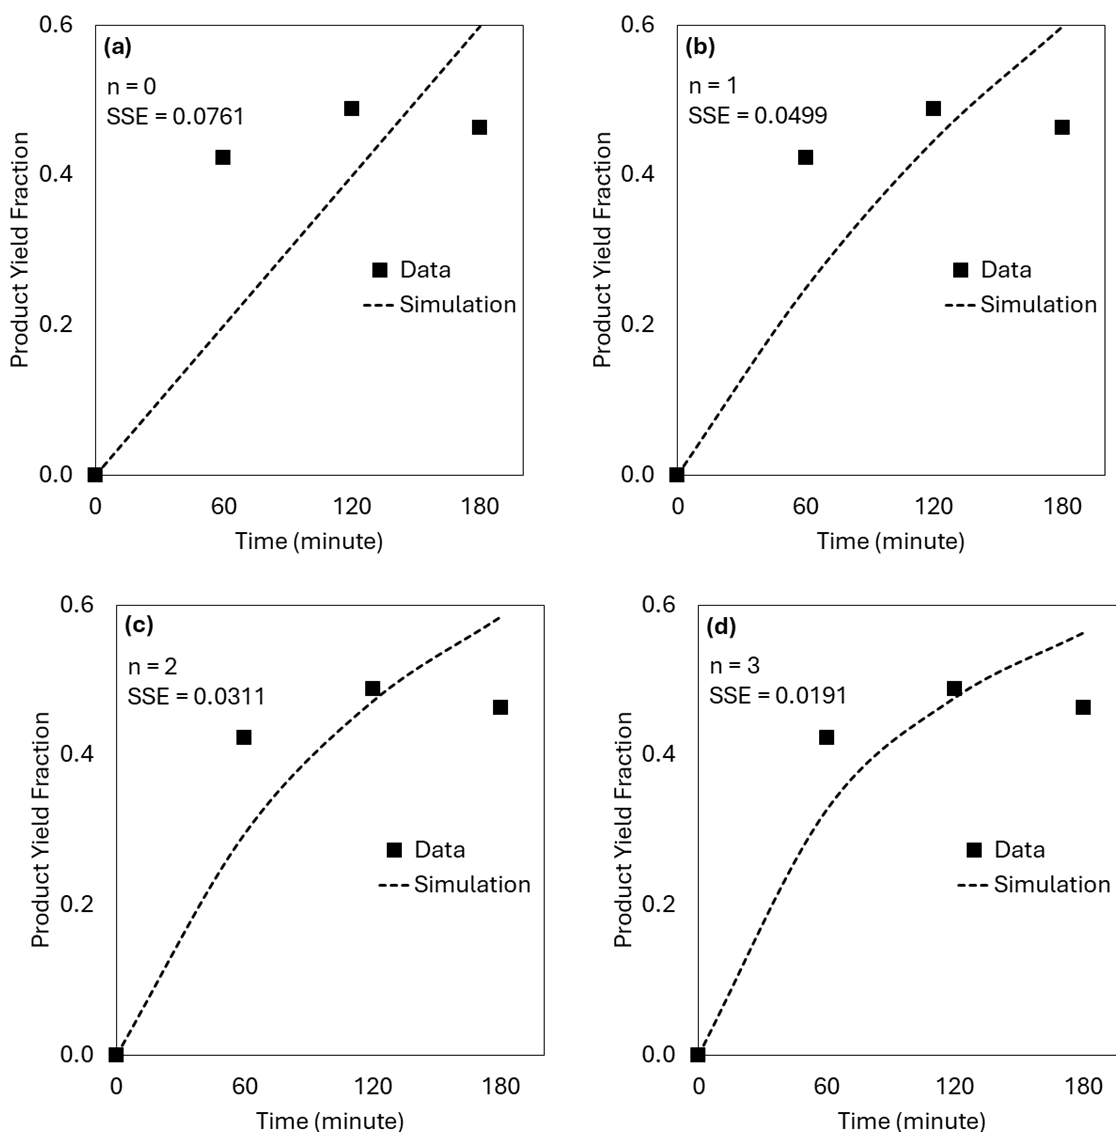 (a)
n = 0
SSE = 0.0761
Product Yield Fraction
0.6
0.4
0.2
0.0
0
60
120
180
Time (minute)
Data
Simulation
(b)
n = 1
SSE = 0.0499
Product Yield Fraction
0.6
0.4
0.2
0.0
0
60
120
180
Time (minute)
Data
Simulation
(c)
n = 2
SSE = 0.0311
Product Yield Fraction
0.6
0.4
0.2
0.0
0
60
120
180
Time (minute)
Data
Simulation
(d)
n = 3
SSE = 0.0191
Product Yield Fraction
0.6
0.4
0.2
0.0
0
60
120
180
Time (minute)
Data
Simulation